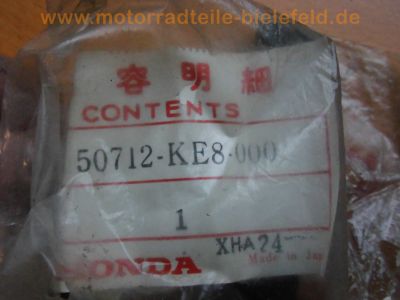 www.motorradteile-bielefeld.de
容明細
CONTENTS
50712-KE8-000
1
XHA24
Made in Jap
HONDA